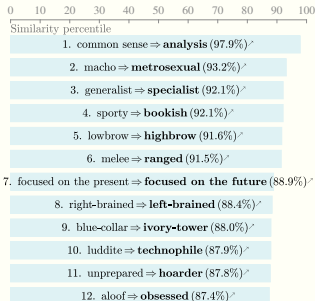 0 10 20 30 40 50 60 70 80 90 100
Similarity percentile
1. common sense⇒analysis (97.9%)↗
2. macho⇒metrosexual (93.2%)↗
3. generalist⇒specialist (92.1%)↗
4. sporty⇒bookish (92.1%)↗
5. lowbrow⇒highbrow (91.6%)↗
6. melee⇒ranged (91.5%)↗
7. focused on the present⇒focused on the future (88.9%)↗
8. right-brained⇒left-brained (88.4%)↗
9. blue-collar⇒ivory-tower (88.0%)↗
10. luddite⇒technophile (87.9%)↗
11. unprepared⇒hoarder (87.8%)↗
12. aloof⇒obsessed (87.4%)↗